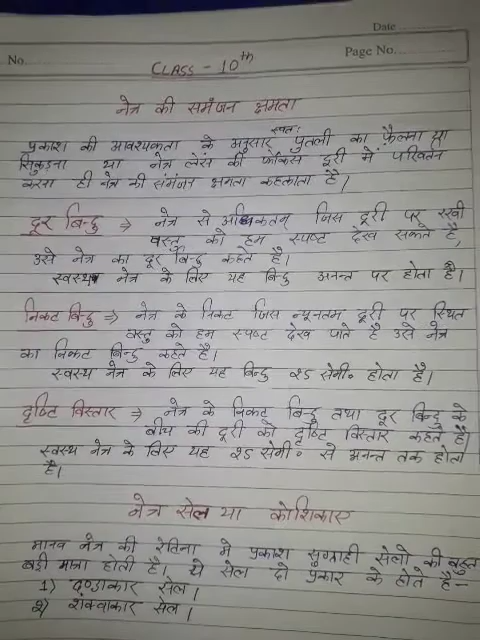 Date
No.
Page No.
CLASS - 10th
नेत्र की समंजन क्षमता
स्वतः
प्रकाश की आवश्यकता के अनुसार पुतली का फैलना या
सिकुड़ना या नेत्र लेंस की फोकस दूरी में परिवर्तन
करना ही नेत्र की समंजन क्षमता कहलाता है।
दूर बिन्दु ⇒ नेत्र से अधिकतम् जिस दूरी पर रखी
वस्तु को हम स्पष्ट देख सकते है,
उसे नेत्र का दूर बिन्दु कहते है।
स्वस्थ नेत्र के लिए यह बिन्दु अनन्त पर होता है।
निकट बिन्दु ⇒ नेत्र के निकट जिस न्यूनतम दूरी पर स्थित
वस्तु को हम स्पष्ट देख पाते है उसे नेत्र
का निकट बिन्दु कहते है।
स्वस्थ नेत्र के लिए यह बिन्दु 25 सेमी॰ होता है।
दृष्टि विस्तार ⇒ नेत्र के निकट बिन्दु तथा दूर बिन्दु के
बीच की दूरी को दृष्टि विस्तार कहते है।
स्वस्थ नेत्र के लिए यह 25 सेमी॰ से अनन्त तक होता
है।
नेत्र सेल या कोशिकाए
मानव नेत्र की रेटिना मे प्रकाश सुग्राही सेलो की बहुत
बड़ी मात्रा होती है। ये सेल दो प्रकार के होते है-
1) दण्डाकार सेल।
2) शंक्वाकार सेल।